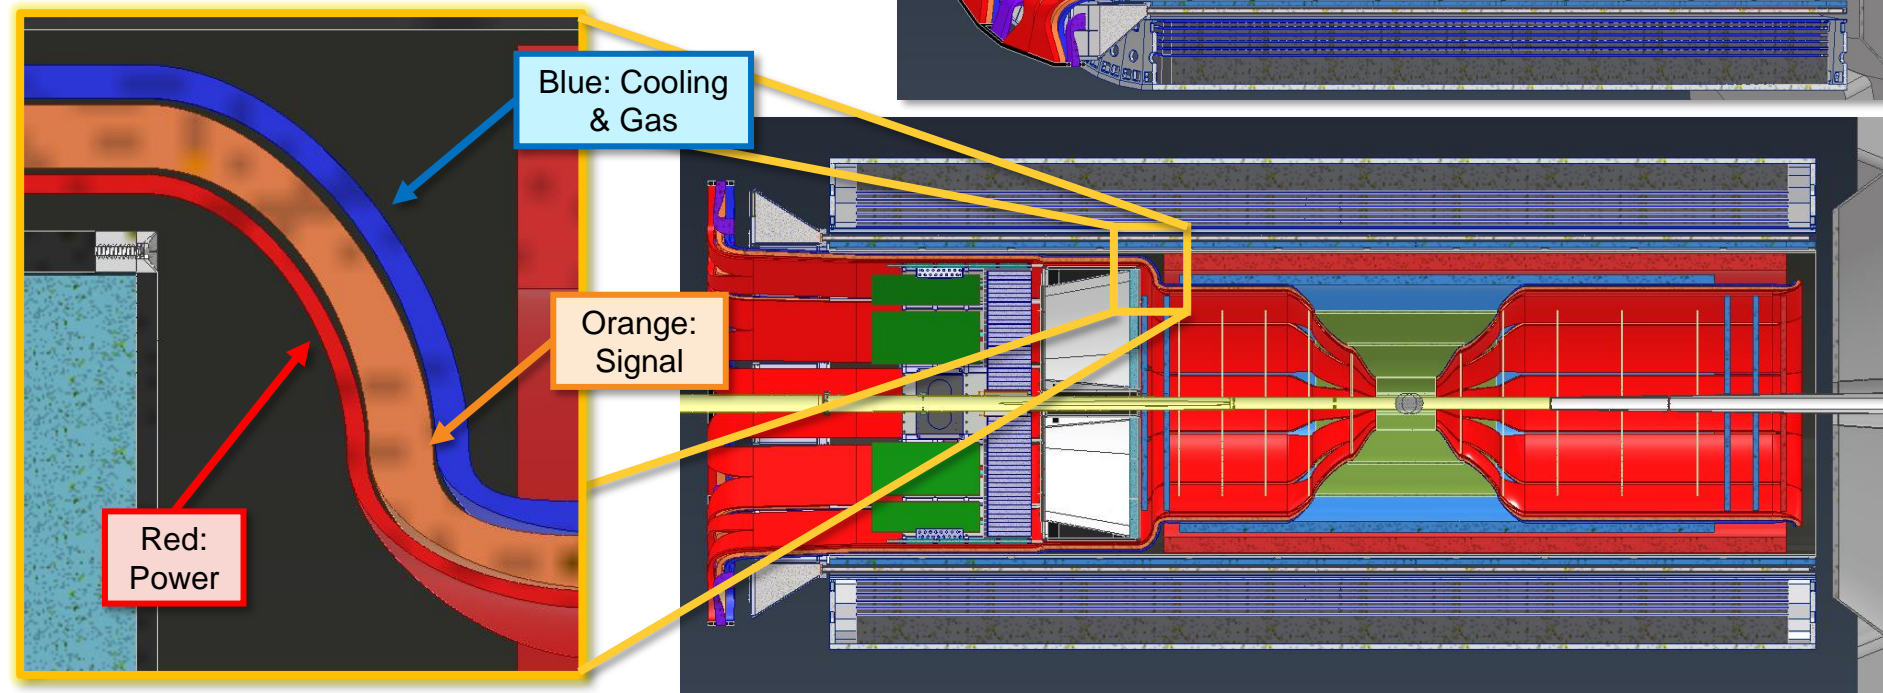 Blue: Cooling
& Gas
Orange:
Signal
Red:
Power